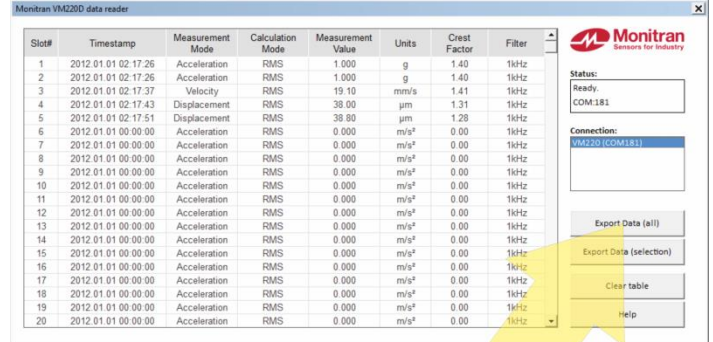 Monitran VM220D data reader
Slot# Timestamp Measurement Mode Calculation Mode Measurement Value Units Crest Factor Filter
1 2012.01.01 02:17:26 Acceleration RMS 1.000 g 1.40 1kHz
2 2012.01.01 02:17:26 Acceleration RMS 1.000 g 1.40 1kHz
3 2012.01.01 02:17:37 Velocity RMS 19.10 mm/s 1.41 1kHz
4 2012.01.01 02:17:43 Displacement RMS 38.00 µm 1.31 1kHz
5 2012.01.01 02:17:51 Displacement RMS 38.80 µm 1.28 1kHz
6 2012.01.01 00:00:00 Acceleration RMS 0.000 m/s² 0.00 1kHz
7 2012.01.01 00:00:00 Acceleration RMS 0.000 m/s² 0.00 1kHz
8 2012.01.01 00:00:00 Acceleration RMS 0.000 m/s² 0.00 1kHz
9 2012.01.01 00:00:00 Acceleration RMS 0.000 m/s² 0.00 1kHz
10 2012.01.01 00:00:00 Acceleration RMS 0.000 m/s² 0.00 1kHz
11 2012.01.01 00:00:00 Acceleration RMS 0.000 m/s² 0.00 1kHz
12 2012.01.01 00:00:00 Acceleration RMS 0.000 m/s² 0.00 1kHz
13 2012.01.01 00:00:00 Acceleration RMS 0.000 m/s² 0.00 1kHz
14 2012.01.01 00:00:00 Acceleration RMS 0.000 m/s² 0.00 1kHz
15 2012.01.01 00:00:00 Acceleration RMS 0.000 m/s² 0.00 1kHz
16 2012.01.01 00:00:00 Acceleration RMS 0.000 m/s² 0.00 1kHz
17 2012.01.01 00:00:00 Acceleration RMS 0.000 m/s² 0.00 1kHz
18 2012.01.01 00:00:00 Acceleration RMS 0.000 m/s² 0.00 1kHz
19 2012.01.01 00:00:00 Acceleration RMS 0.000 m/s² 0.00 1kHz
20 2012.01.01 00:00:00 Acceleration RMS 0.000 m/s² 0.00 1kHz
Monitran
Sensors for Industry
Status:
Ready.
COM:181
Connection:
VM220 (COM181)
Export Data (all)
Export Data (selection)
Clear table
Help